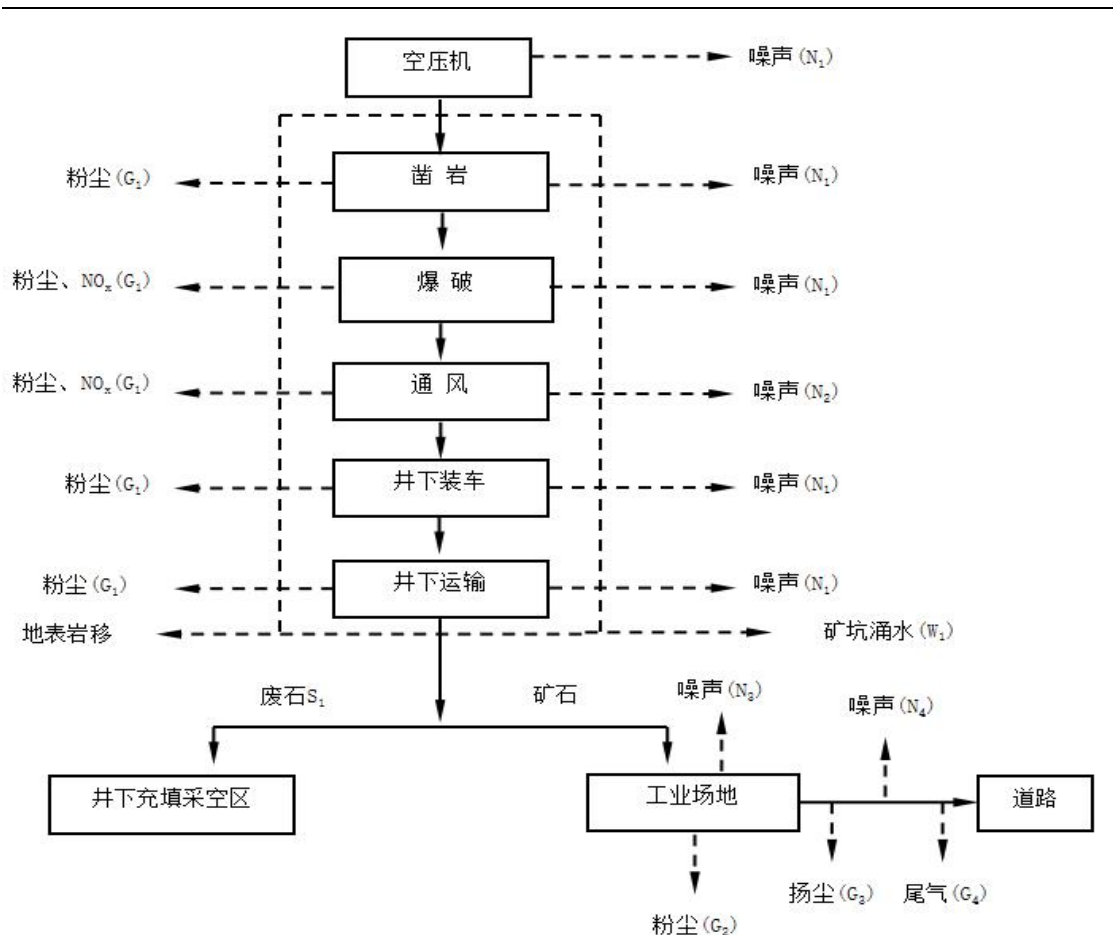 空压机
噪声(N₁)
粉尘(G₁)
凿 岩
噪声(N₁)
粉尘、NOₓ(G₁)
爆 破
噪声(N₁)
粉尘、NOₓ(G₁)
通 风
噪声(N₂)
粉尘(G₁)
井下装车
噪声(N₁)
粉尘(G₁)
井下运输
噪声(N₁)
地表岩移
矿坑涌水(W₁)
废石S₁
矿石
噪声(N₃)
噪声(N₄)
井下充填采空区
工业场地
道路
扬尘(G₃)
尾气(G₄)
粉尘(G₂)